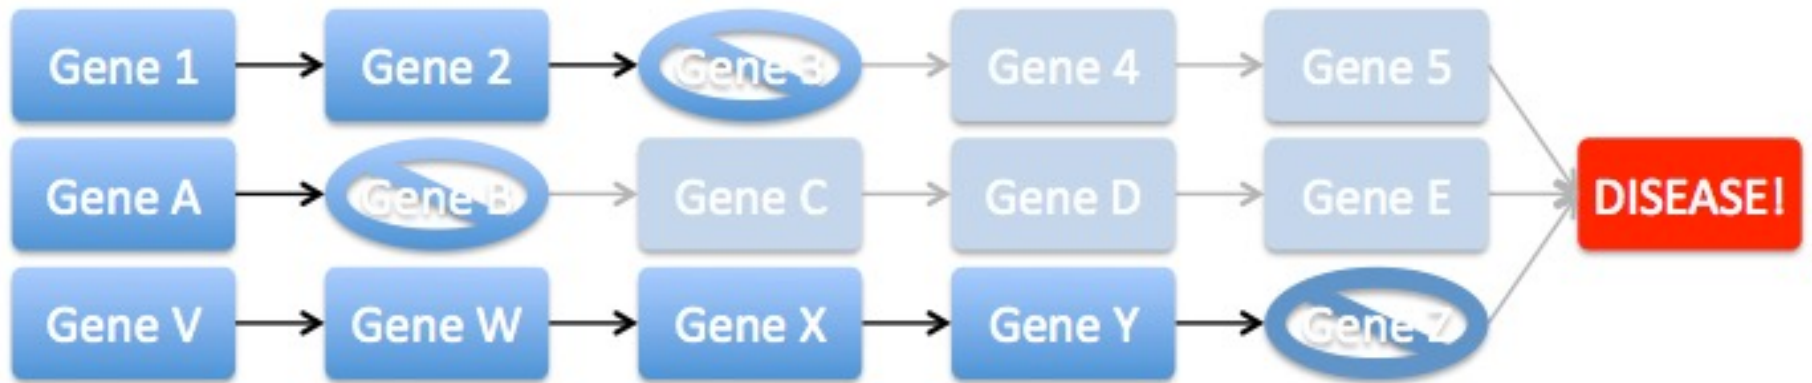 Gene 1 Gene 2 Gene 3 Gene 4 Gene 5
Gene A Gene B Gene C Gene D Gene E
DISEASE!
Gene V Gene W Gene X Gene Y Gene Z